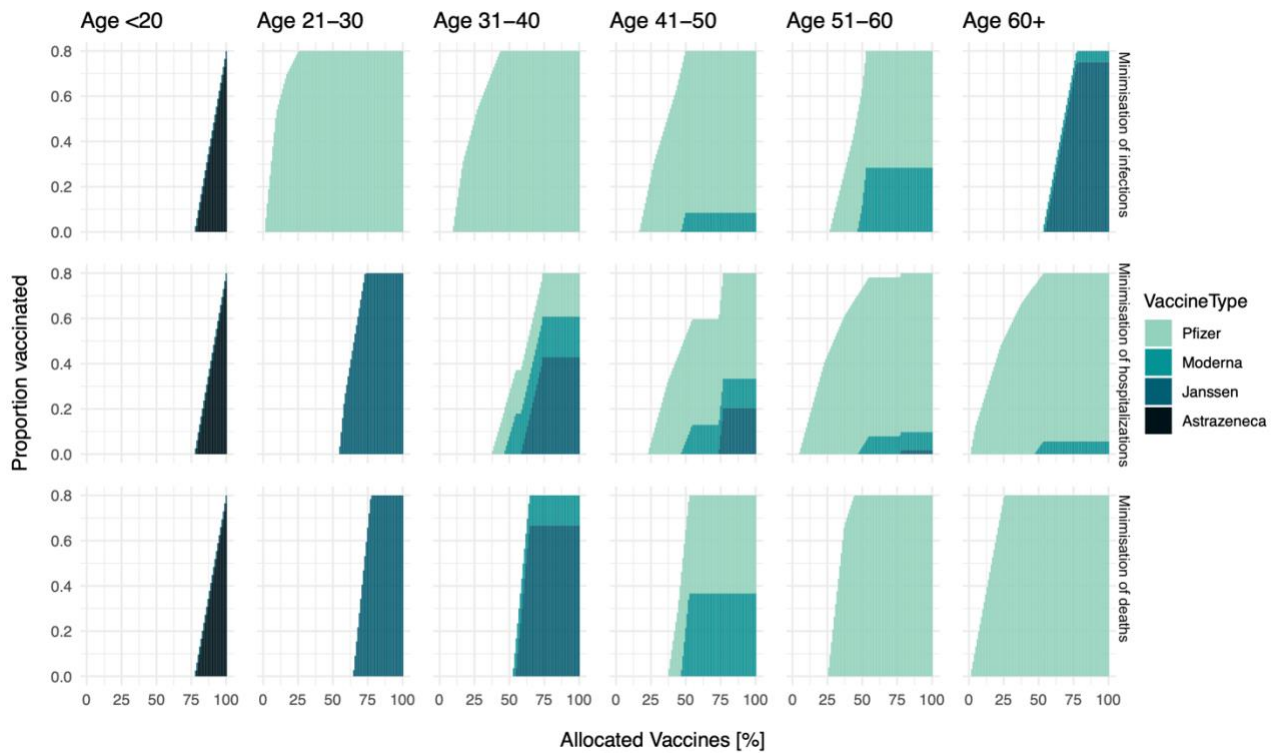 Age <20 Age 21–30 Age 31–40 Age 41–50 Age 51–60 Age 60+
0.8
0.6
0.4
0.2
0.0
Minimisation of infections
0.8
0.6
0.4
0.2
0.0
Minimisation of hospitalizations
0.8
0.6
0.4
0.2
0.0
Minimisation of deaths
Proportion vaccinated
0 25 50 75 100 0 25 50 75 100 0 25 50 75 100 0 25 50 75 100 0 25 50 75 100 0 25 50 75 100
Allocated Vaccines [%]
VaccineType
Pfizer
Moderna
Janssen
Astrazeneca